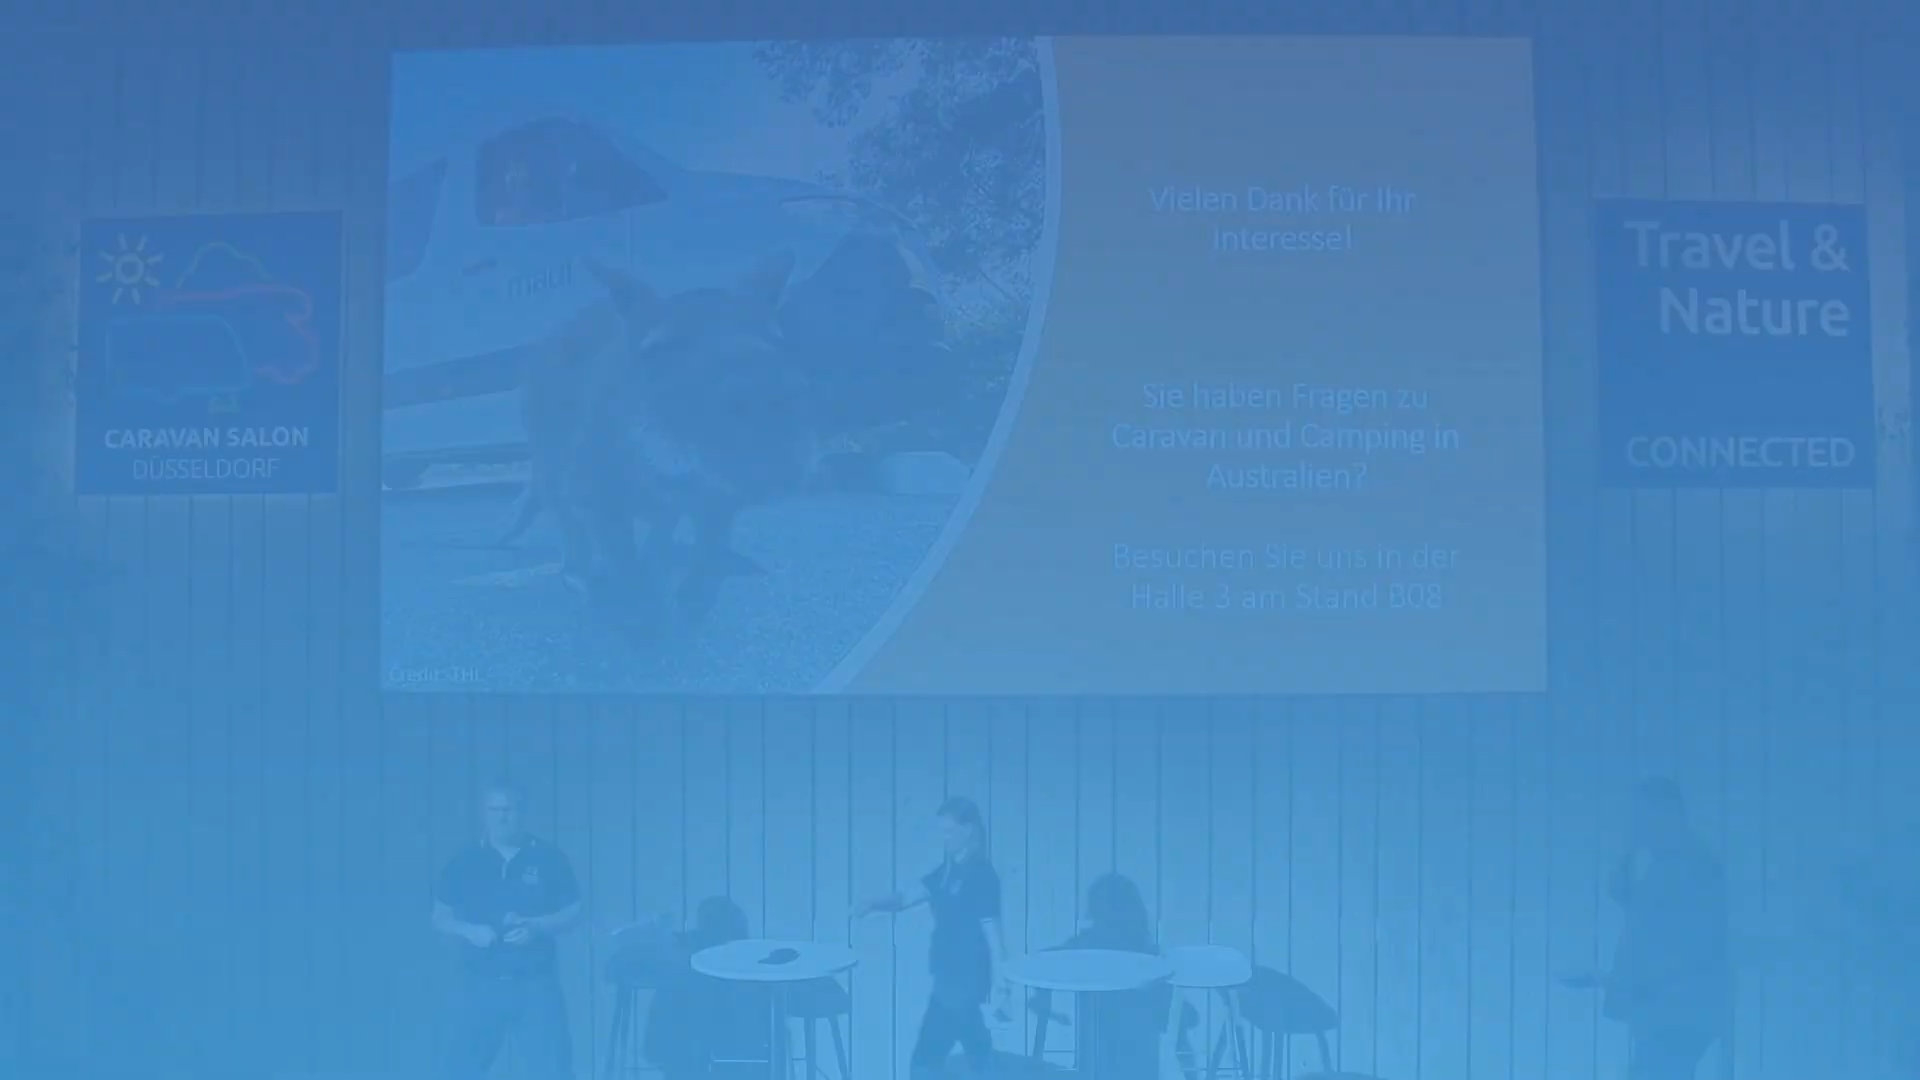 Vielen Dank für Ihr
Interesse!
Sie haben Fragen zu
Caravan und Camping in
Australien?
Besuchen Sie uns in der
Halle 3 am Stand B08
maui
Credit: THL
CARAVAN SALON
DÜSSELDORF
Travel &
Nature
CONNECTED